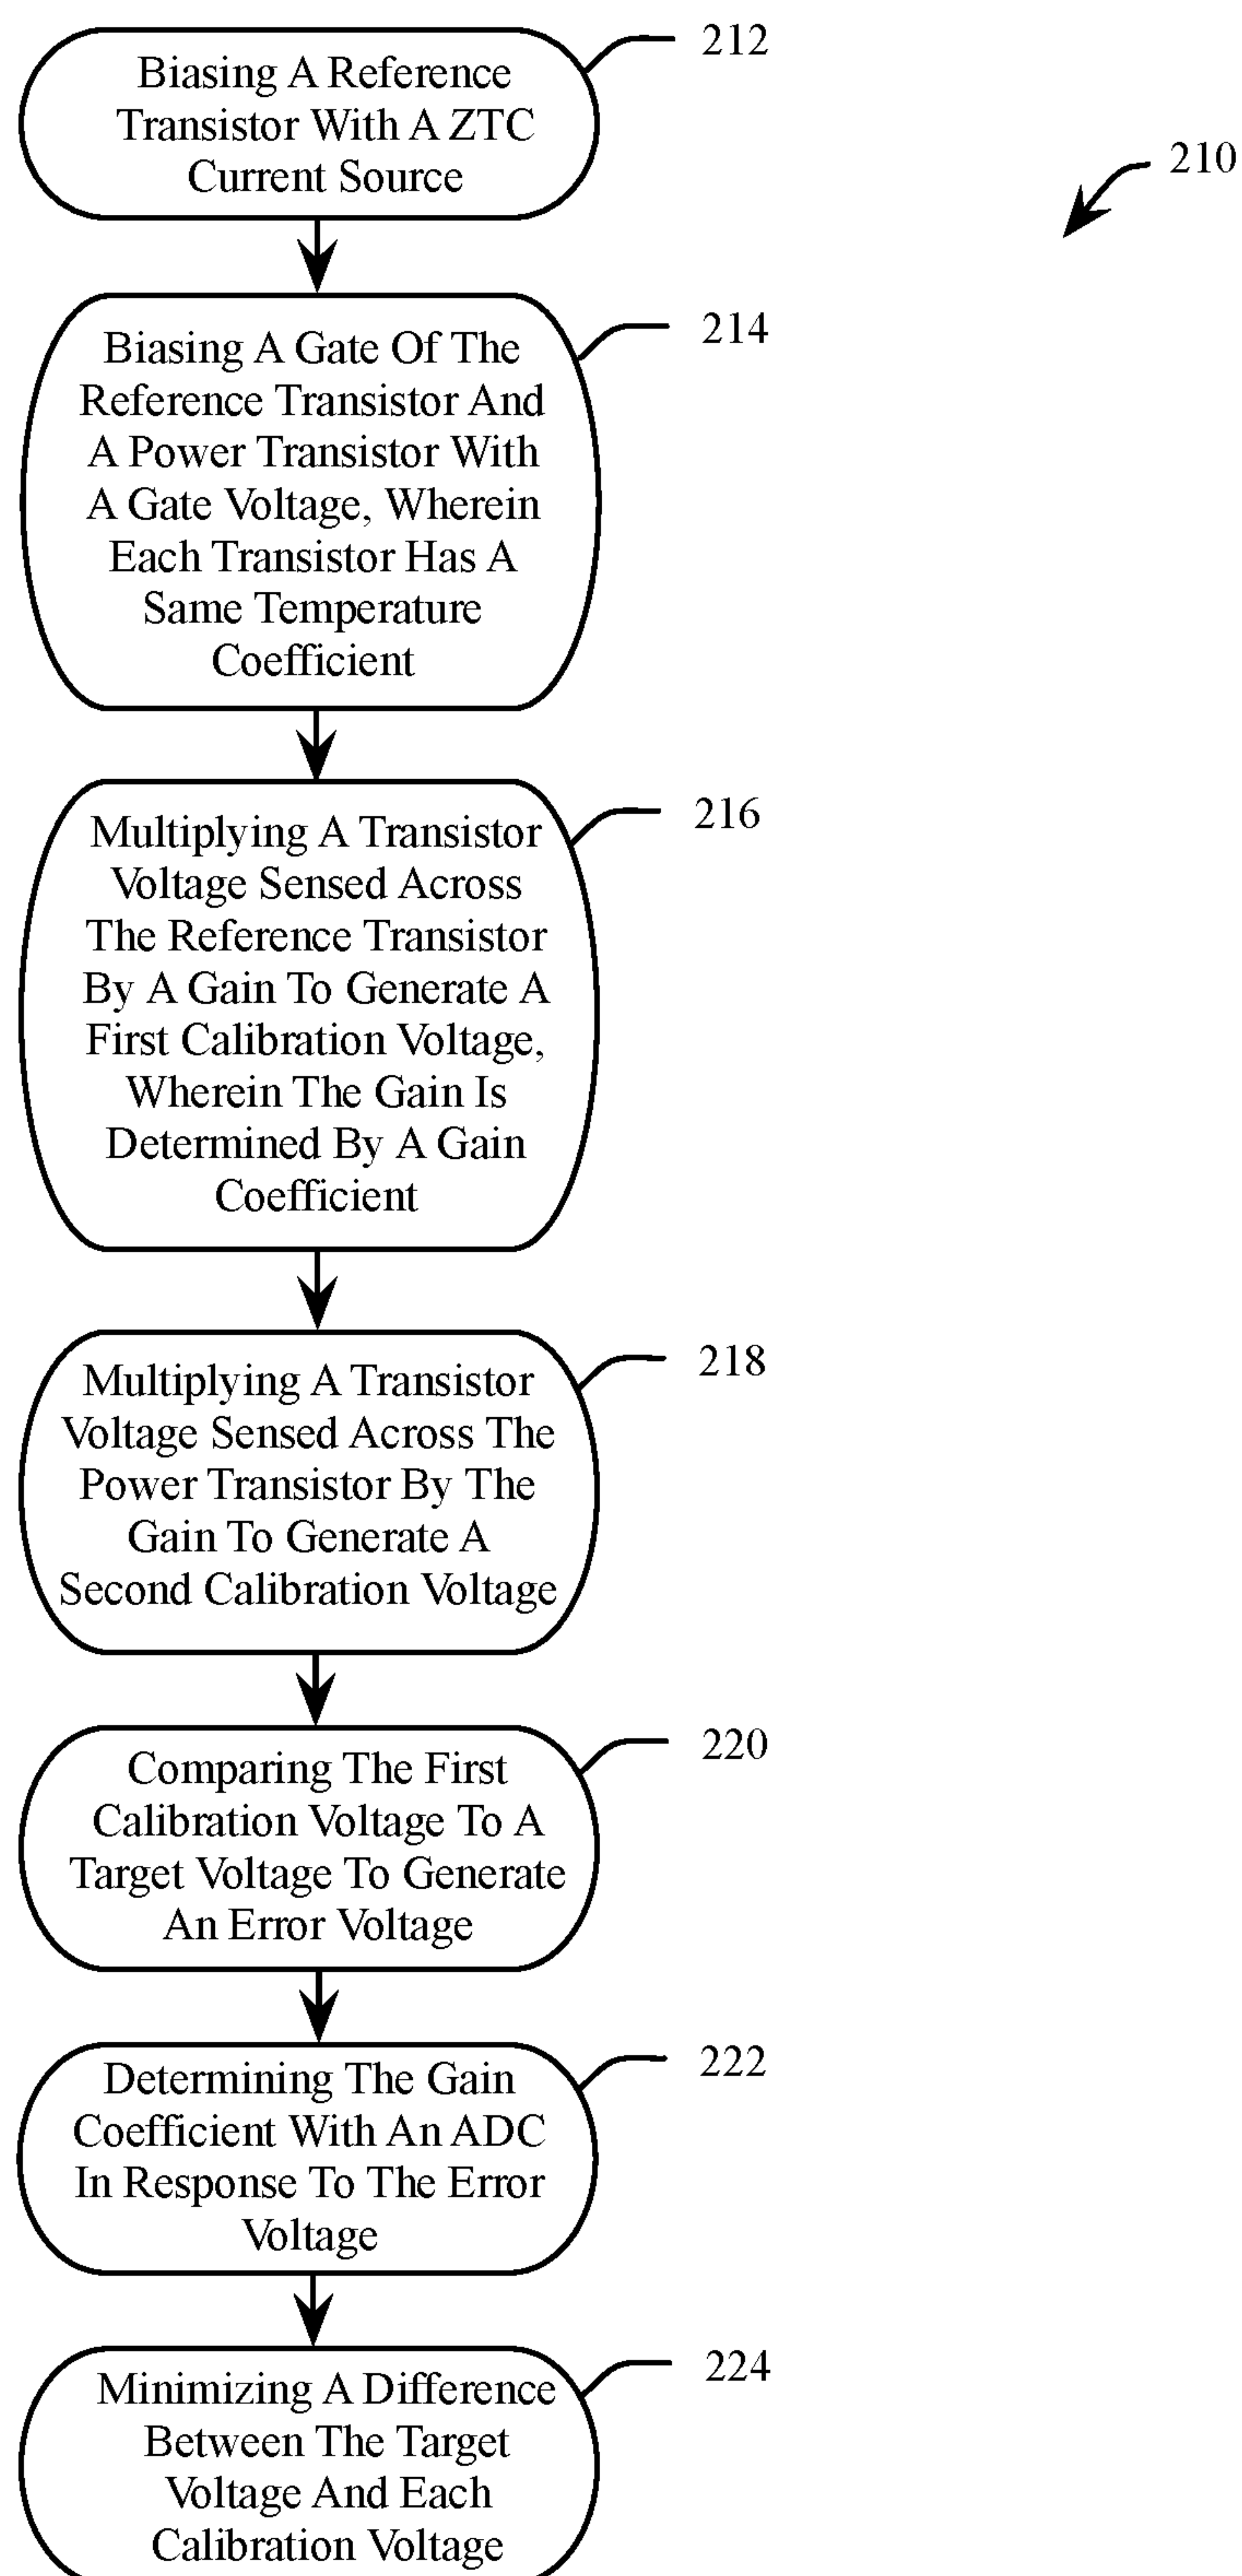 212
Biasing A Reference
Transistor With A ZTC
Current Source
210
214
Biasing A Gate Of The
Reference Transistor And
A Power Transistor With
A Gate Voltage, Wherein
Each Transistor Has A
Same Temperature
Coefficient
216
Multiplying A Transistor
Voltage Sensed Across
The Reference Transistor
By A Gain To Generate A
First Calibration Voltage,
Wherein The Gain Is
Determined By A Gain
Coefficient
218
Multiplying A Transistor
Voltage Sensed Across The
Power Transistor By The
Gain To Generate A
Second Calibration Voltage
220
Comparing The First
Calibration Voltage To A
Target Voltage To Generate
An Error Voltage
222
Determining The Gain
Coefficient With An ADC
In Response To The Error
Voltage
224
Minimizing A Difference
Between The Target
Voltage And Each
Calibration Voltage